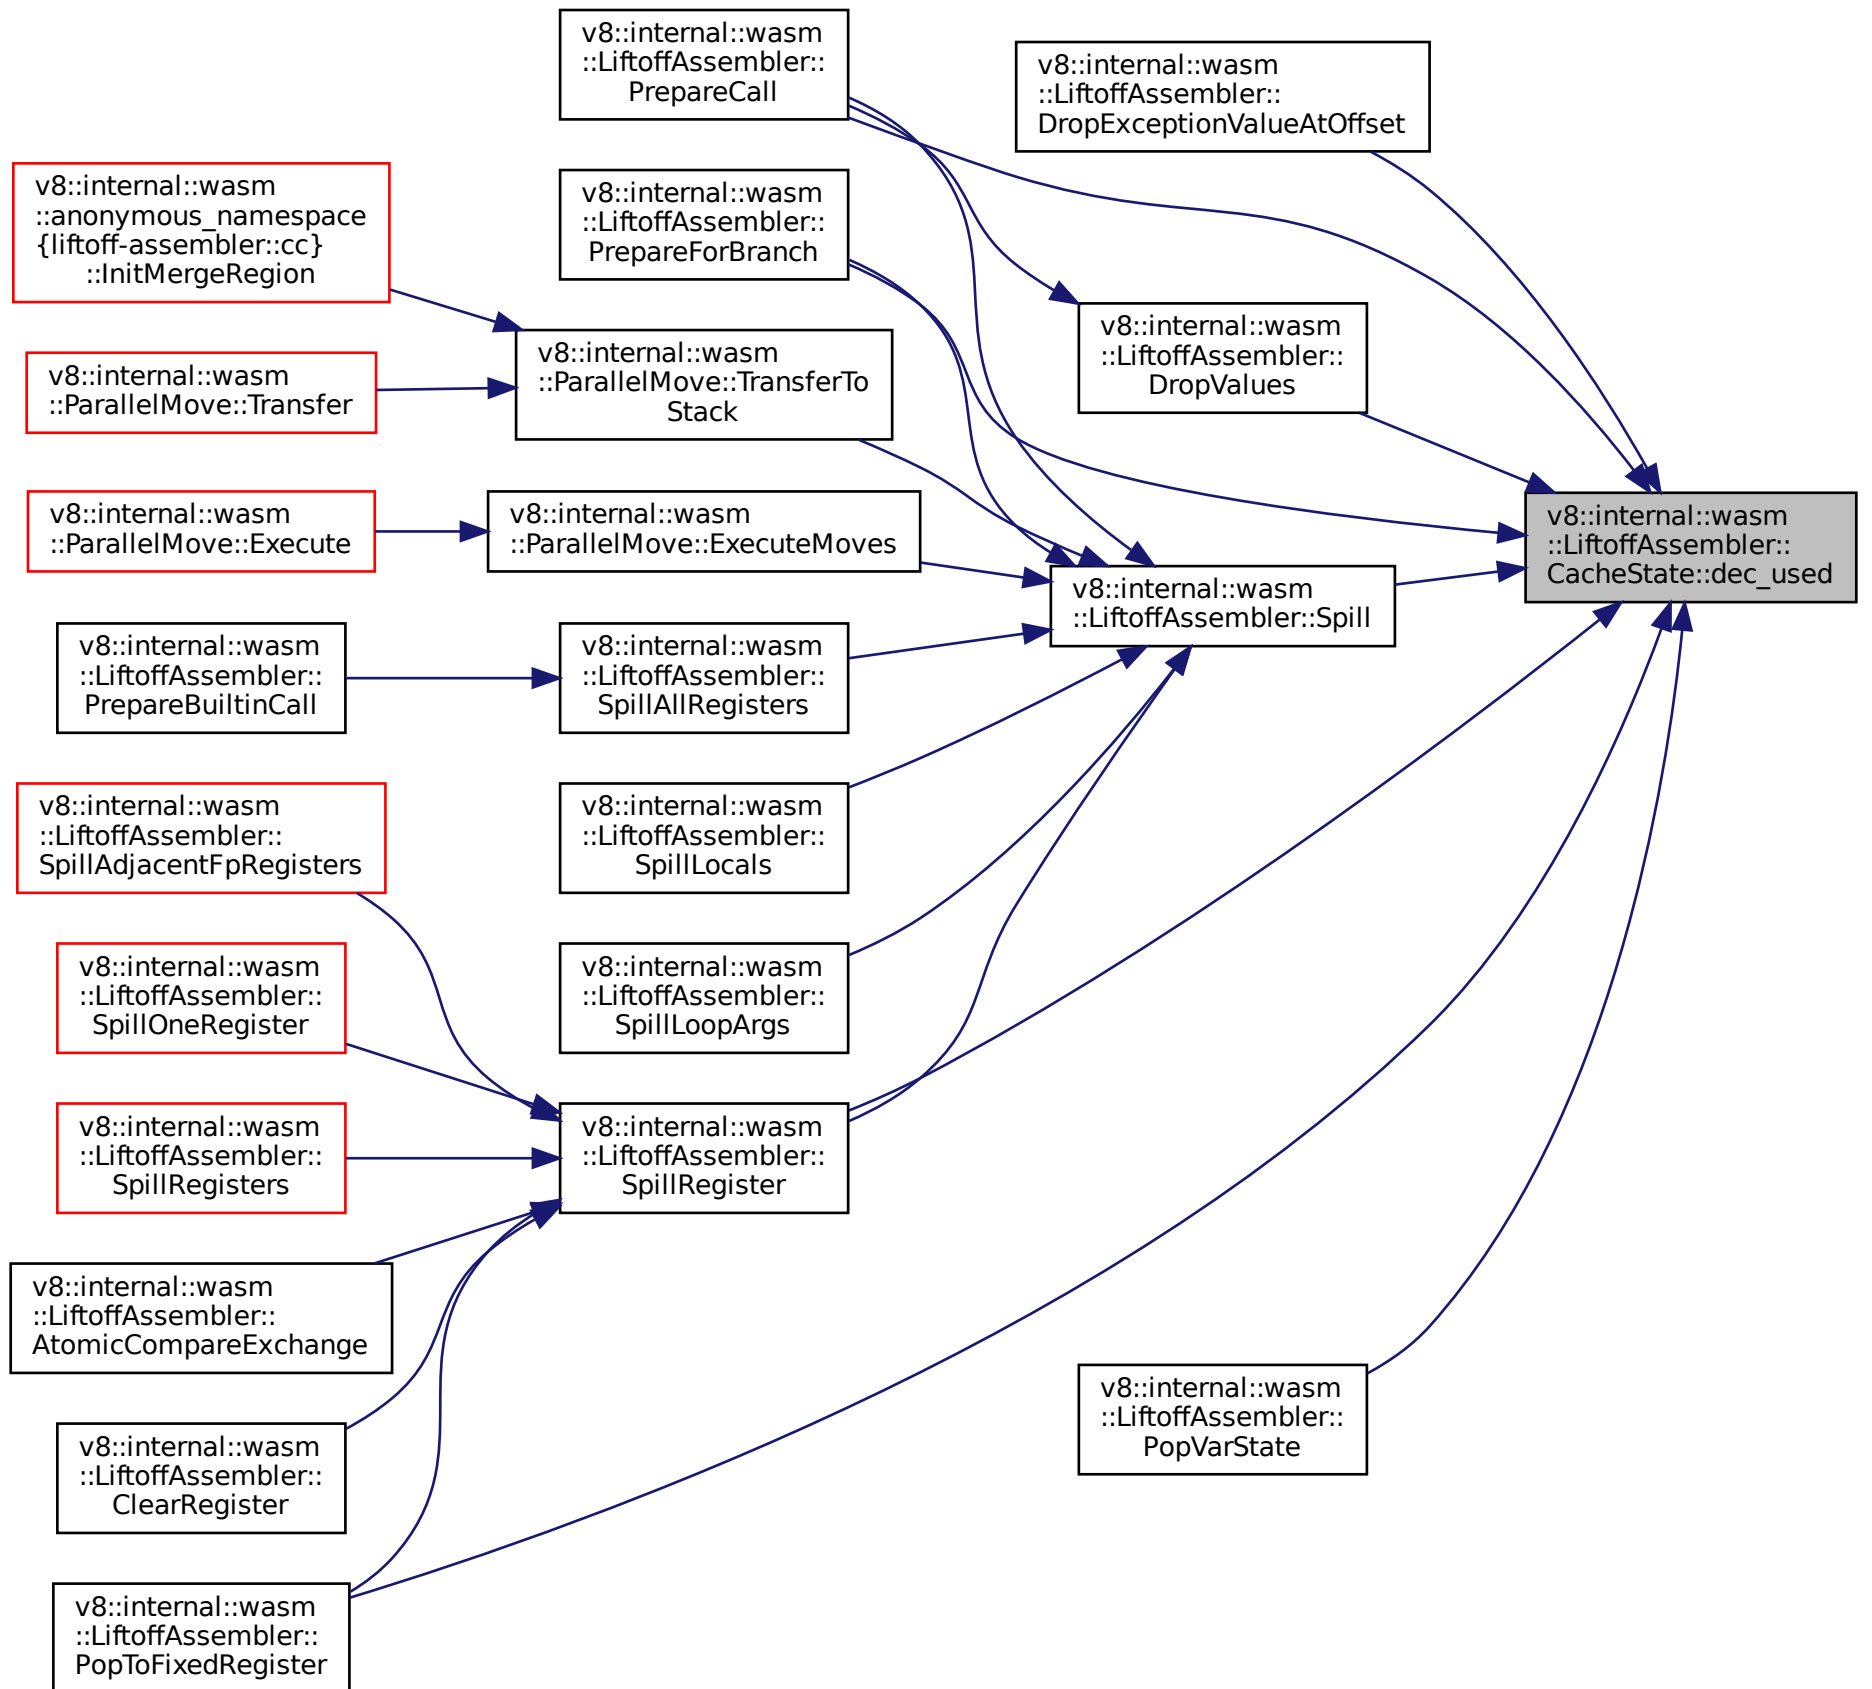 v8::internal::wasm
::LiftoffAssembler::
PrepareCall
v8::internal::wasm
::LiftoffAssembler::
DropExceptionValueAtOffset
v8::internal::wasm
::anonymous_namespace
{liftoff-assembler::cc}
::InitMergeRegion
v8::internal::wasm
::LiftoffAssembler::
PrepareForBranch
v8::internal::wasm
::LiftoffAssembler::
DropValues
v8::internal::wasm
::ParallelMove::Transfer
v8::internal::wasm
::ParallelMove::TransferTo
Stack
v8::internal::wasm
::ParallelMove::Execute
v8::internal::wasm
::ParallelMove::ExecuteMoves
v8::internal::wasm
::LiftoffAssembler::Spill
v8::internal::wasm
::LiftoffAssembler::
CacheState::dec_used
v8::internal::wasm
::LiftoffAssembler::
PrepareBuiltinCall
v8::internal::wasm
::LiftoffAssembler::
SpillAllRegisters
v8::internal::wasm
::LiftoffAssembler::
SpillAdjacentFpRegisters
v8::internal::wasm
::LiftoffAssembler::
SpillLocals
v8::internal::wasm
::LiftoffAssembler::
SpillOneRegister
v8::internal::wasm
::LiftoffAssembler::
SpillLoopArgs
v8::internal::wasm
::LiftoffAssembler::
SpillRegisters
v8::internal::wasm
::LiftoffAssembler::
SpillRegister
v8::internal::wasm
::LiftoffAssembler::
AtomicCompareExchange
v8::internal::wasm
::LiftoffAssembler::
PopVarState
v8::internal::wasm
::LiftoffAssembler::
ClearRegister
v8::internal::wasm
::LiftoffAssembler::
PopToFixedRegister